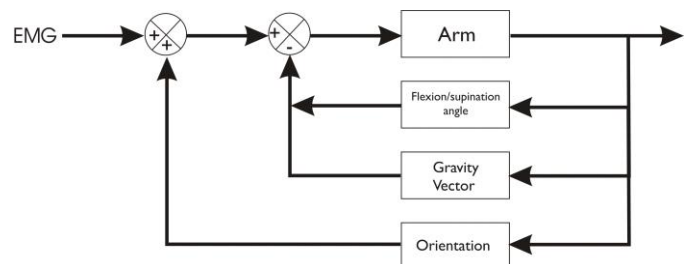 EMG
+
+
+
-
Arm
Flexion/supination
angle
Gravity
Vector
Orientation